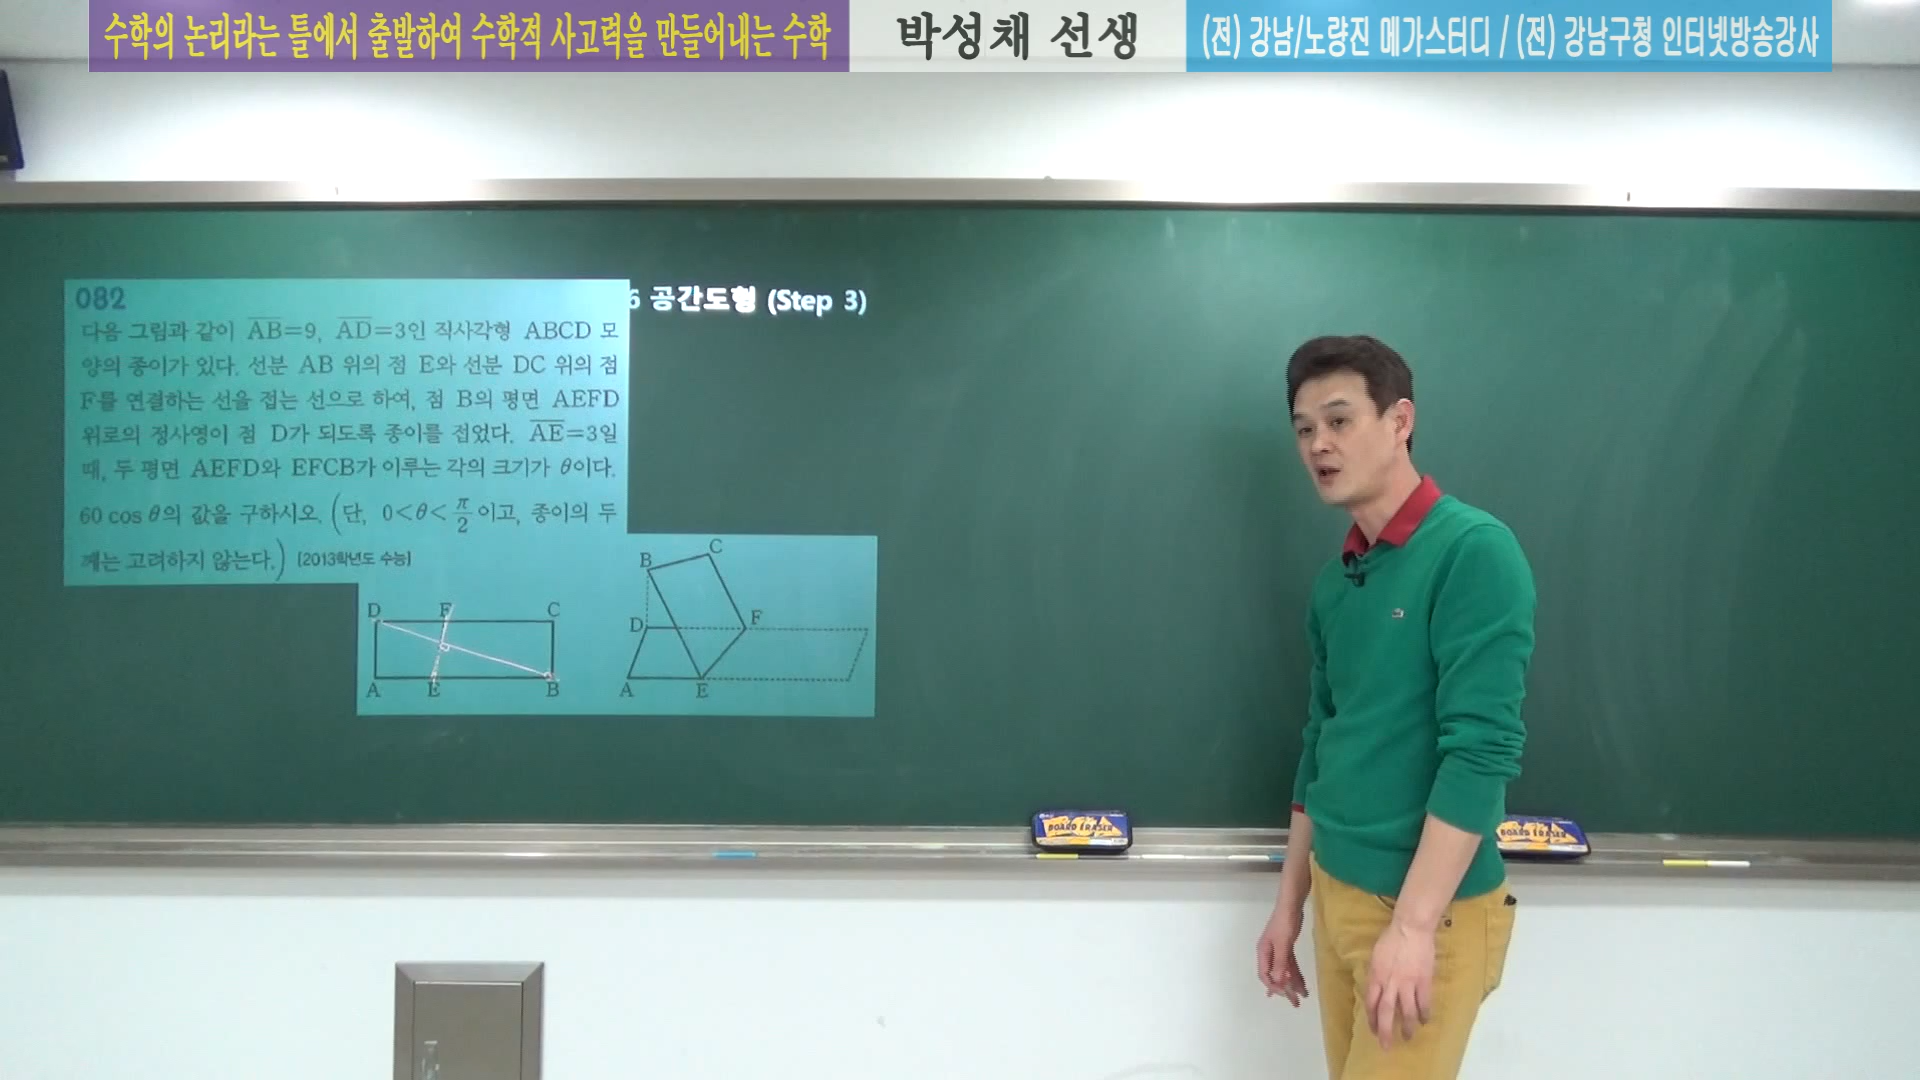 수학의 논리라는 틀에서 출발하여 수학적 사고력을 만들어내는 수학
박성채 선생
(전) 강남/노량진 메가스터디 / (전) 강남구청 인터넷방송강사
6 공간도형 (Step 3)
082
다음 그림과 같이 AB=9, AD=3인 직사각형 ABCD 모
양의 종이가 있다. 선분 AB 위의 점 E와 선분 DC 위의 점
F를 연결하는 선을 접는 선으로 하여, 점 B의 평면 AEFD
위로의 정사영이 점 D가 되도록 종이를 접었다. AE=3일
때, 두 평면 AEFD와 EFCB가 이루는 각의 크기가 θ이다.
60 cos θ의 값을 구하시오. (단, 0<θ<π/2이고, 종이의 두
께는 고려하지 않는다.) [2013학년도 수능]
D F C
A E B
B C
D F
A E
BOARD ERASER
BOARD ERASER